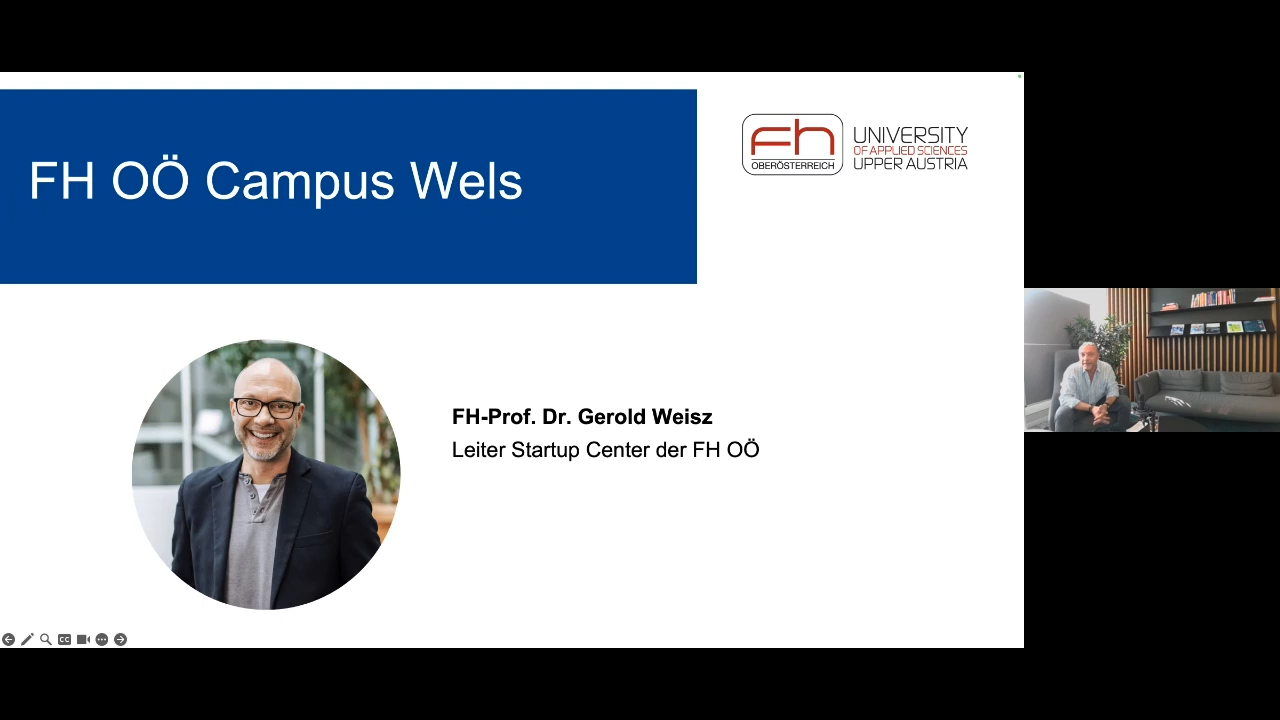 FH OÖ Campus Wels
fh
OBERÖSTERREICH
UNIVERSITY
OF APPLIED SCIENCES
UPPER AUSTRIA
FH-Prof. Dr. Gerold Weisz
Leiter Startup Center der FH OÖ
CC